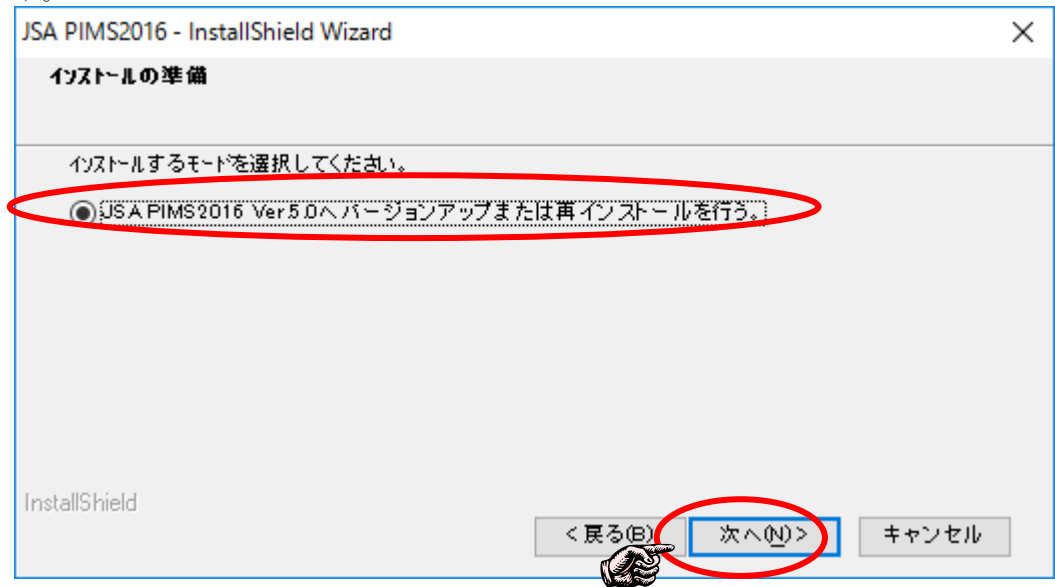 JSA PIMS2016 - InstallShield Wizard
インストールの準備
インストールするモードを選択してください。
JSA PIMS2016 Ver5.0へ バージョンアップまたは再インストールを行う。
InstallShield
< 戻る(B)
次へ(N) >
キャンセル